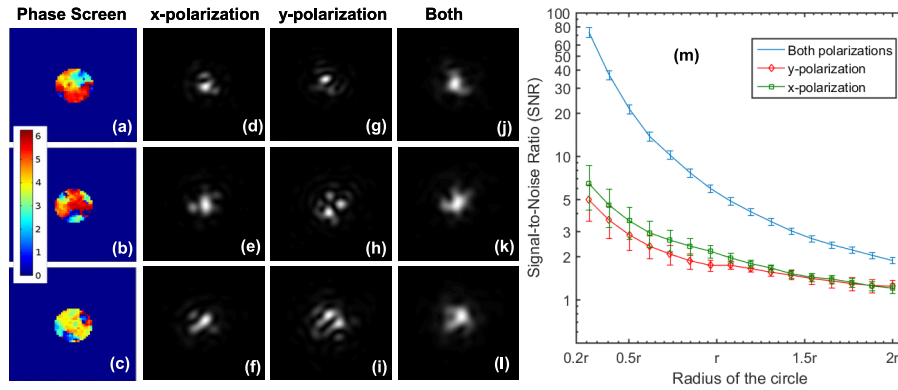 Phase Screen x-polarization y-polarization Both
(a) (d) (g) (j)
6
5
4
3
2
1
0
(b) (e) (h) (k)
(c) (f) (i) (l)
(m)
Both polarizations
y-polarization
x-polarization
Signal-to-Noise Ratio (SNR)
100
80
60
40
20
10
5
3
2
1
0.2r 0.5r r 1.5r 2r
Radius of the circle